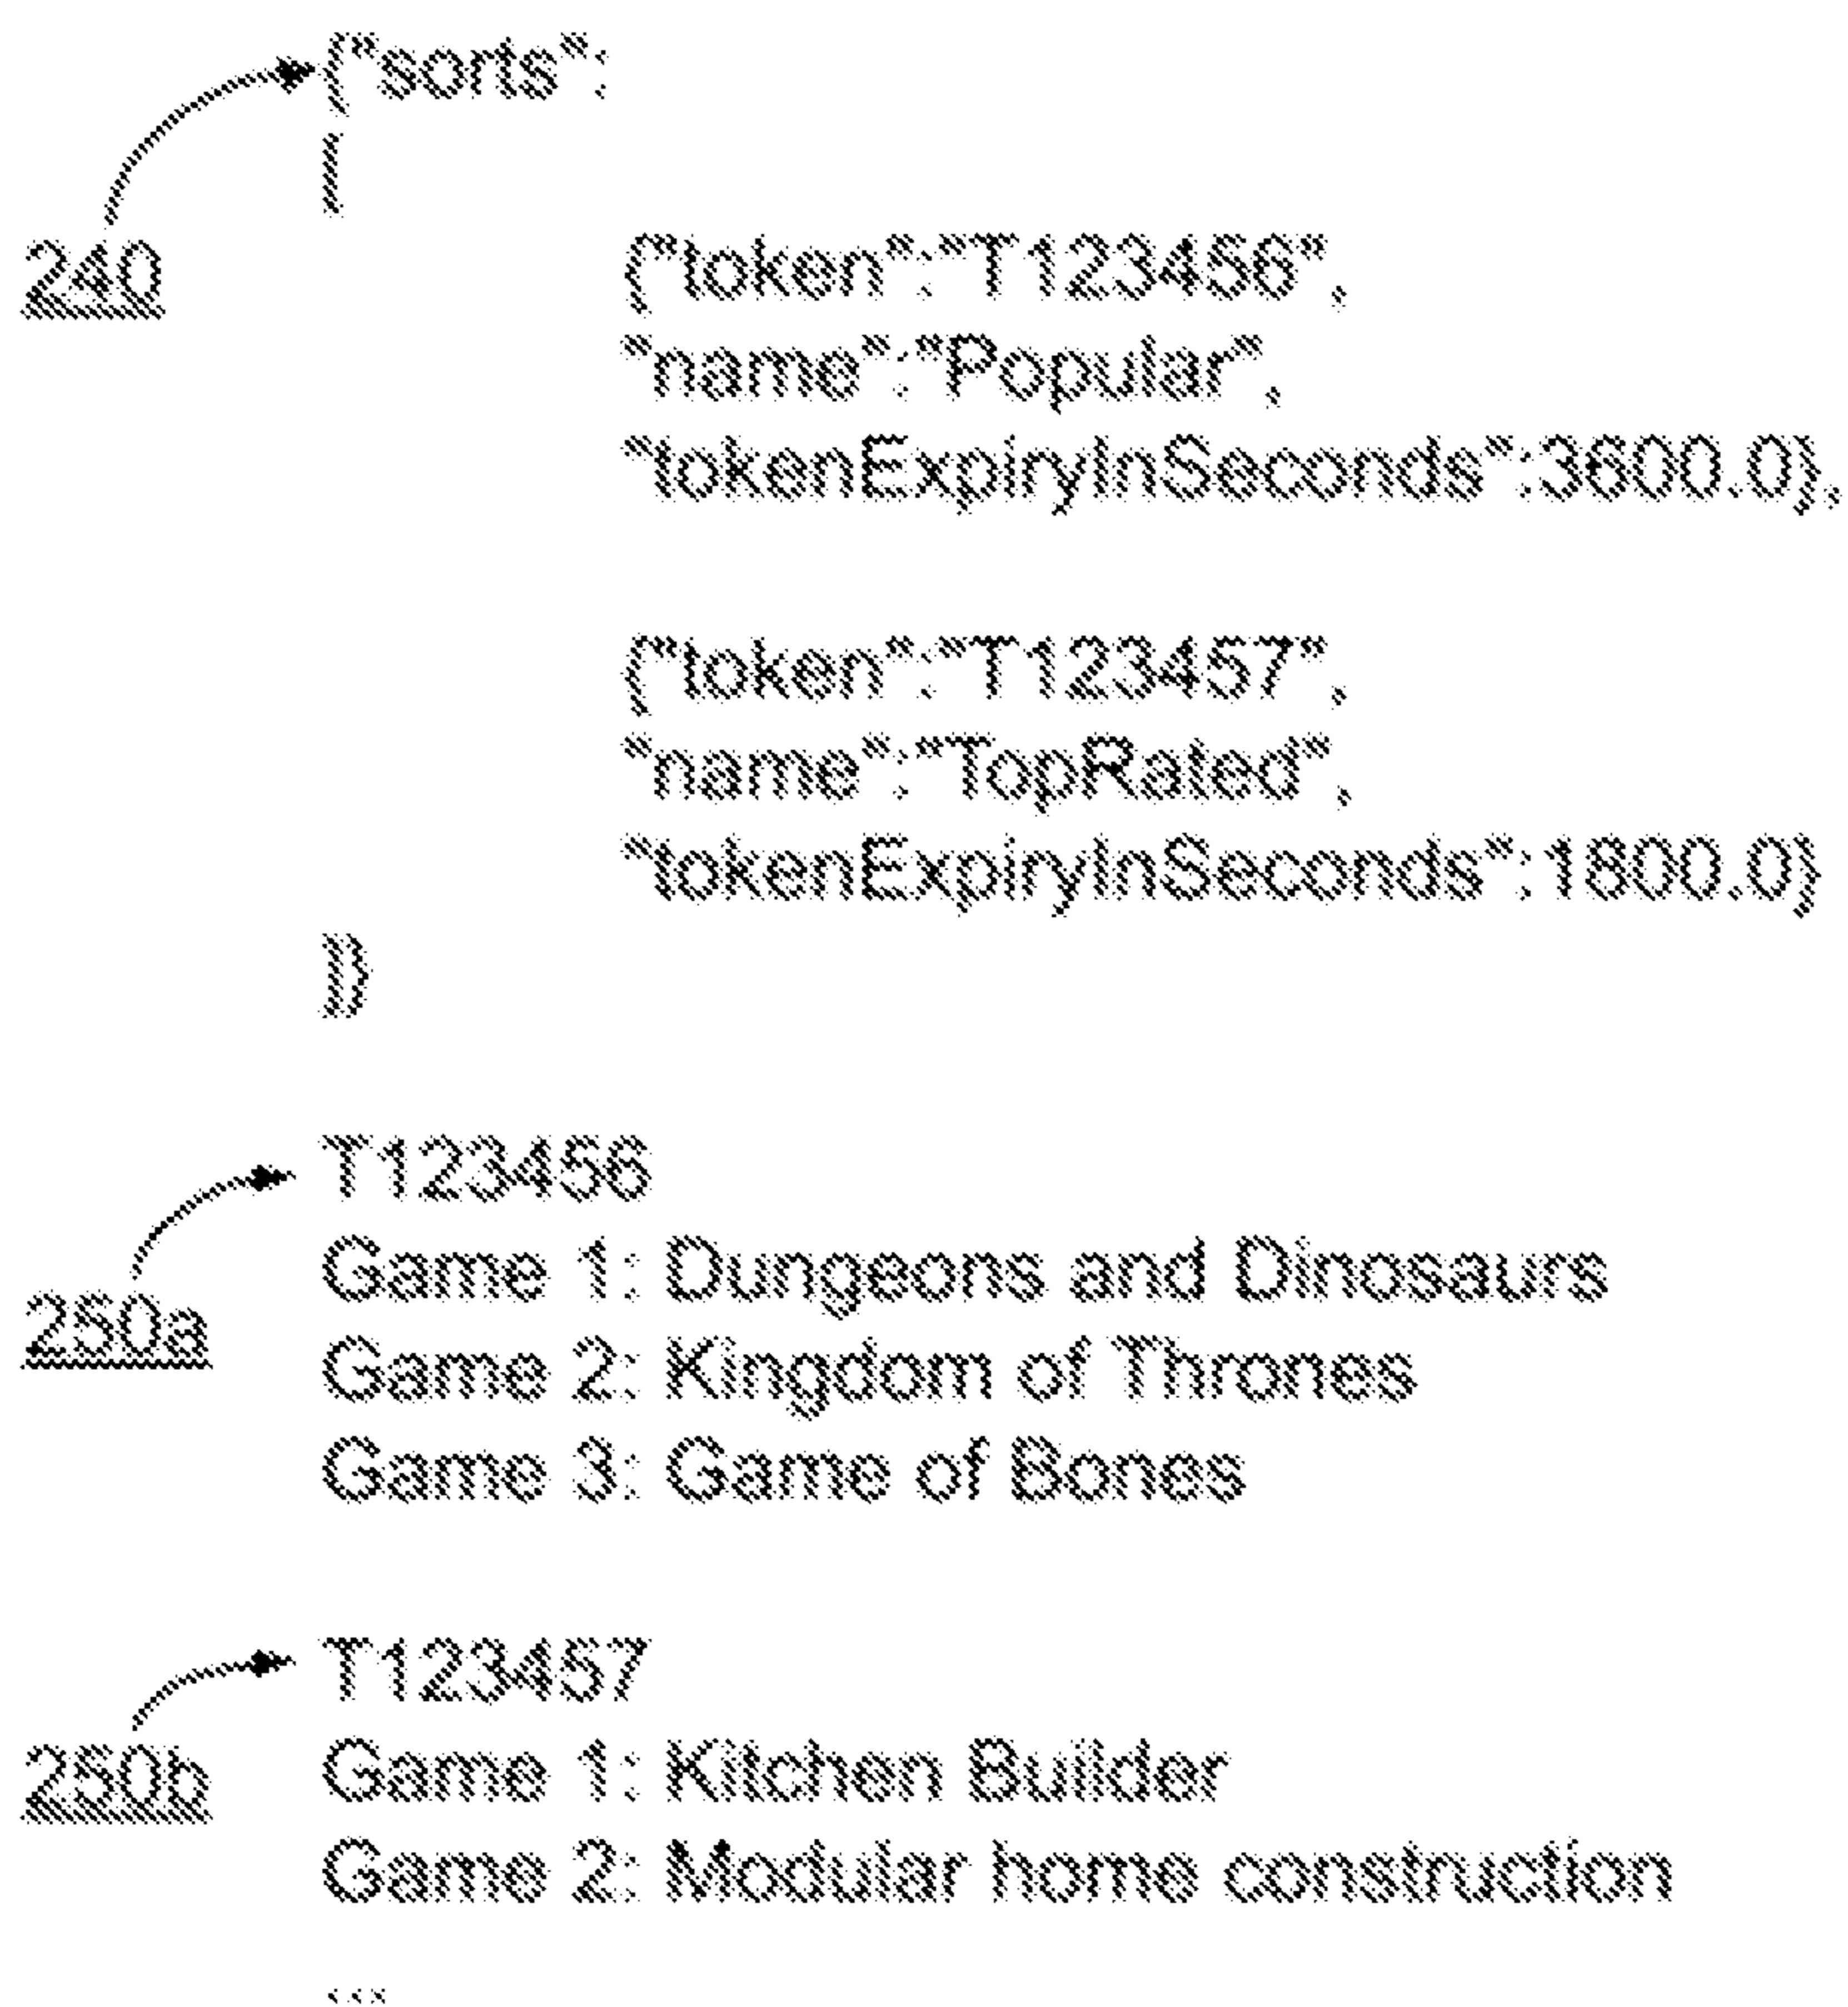 {"sorts":
[
240
{"token":"T123456",
"name":"Popular",
"tokenExpiryInSeconds":3600.0},
{"token":"T123457",
"name":"TopRated",
"tokenExpiryInSeconds":1800.0}
]}
T123456
Game 1: Dungeons and Dinosaurs
250a
Game 2: Kingdom of Thrones
Game 3: Game of Bones
T123457
250b
Game 1: Kitchen Builder
Game 2: Modular home construction
...